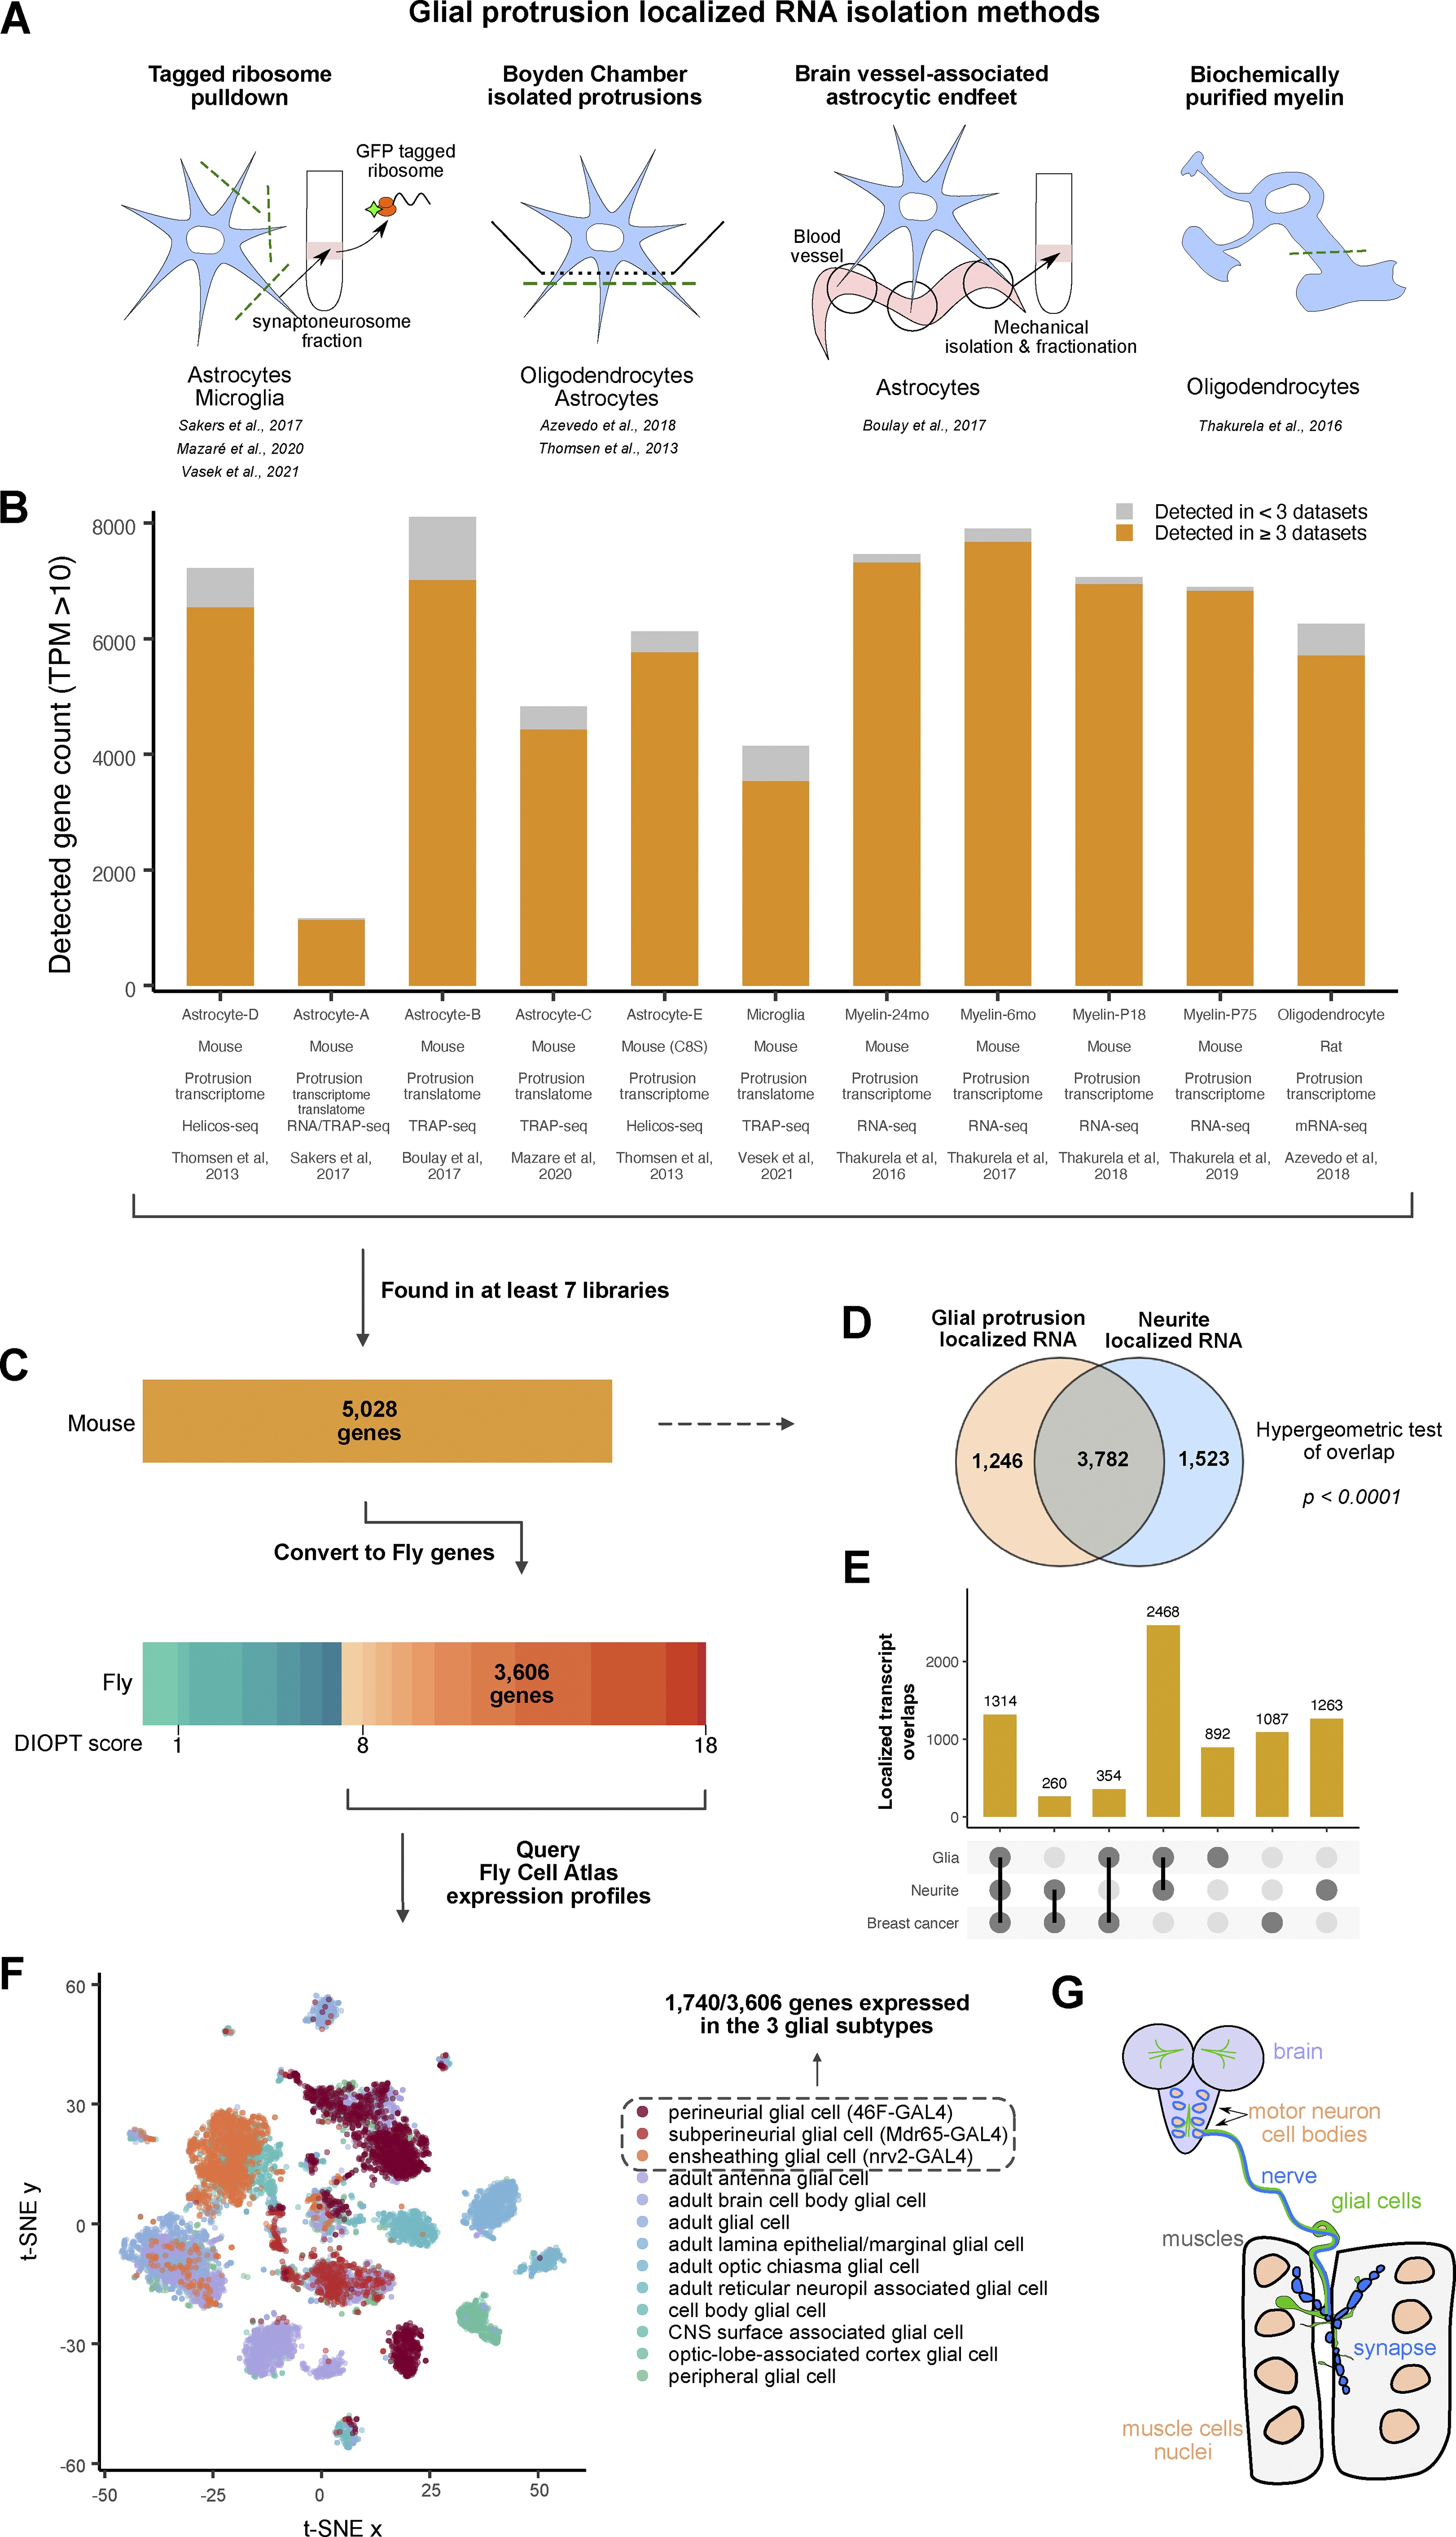 A
Glial protrusion localized RNA isolation methods
Tagged ribosome
pulldown
Boyden Chamber
isolated protrusions
Brain vessel-associated
astrocytic endfeet
Biochemically
purified myelin
GFP tagged
ribosome
synaptoneurosome
fraction
Blood
vessel
Mechanical
isolation & fractionation
Astrocytes
Microglia
Oligodendrocytes
Astrocytes
Astrocytes
Oligodendrocytes
Sakers et al., 2017
Mazaré et al., 2020
Vasek et al., 2021
Azevedo et al., 2018
Thomsen et al., 2013
Boulay et al., 2017
Thakurela et al., 2016
B
Detected gene count (TPM >10)
8000
6000
4000
2000
0
Detected in < 3 datasets
Detected in ≥ 3 datasets
Astrocyte-D Astrocyte-A Astrocyte-B Astrocyte-C Astrocyte-E Microglia Myelin-24mo Myelin-6mo Myelin-P18 Myelin-P75 Oligodendrocyte
Mouse Mouse Mouse Mouse Mouse (C8S) Mouse Mouse Mouse Mouse Mouse Rat
Protrusion Protrusion Protrusion Protrusion Protrusion Protrusion Protrusion Protrusion Protrusion Protrusion Protrusion
transcriptome transcriptome translatome translatome transcriptome translatome transcriptome transcriptome transcriptome transcriptome transcriptome
translatome
Helicos-seq RNA/TRAP-seq TRAP-seq TRAP-seq Helicos-seq TRAP-seq RNA-seq RNA-seq RNA-seq RNA-seq mRNA-seq
Thomsen et al, Sakers et al, Boulay et al, Mazare et al, Thomsen et al, Vesek et al, Thakurela et al, Thakurela et al, Thakurela et al, Thakurela et al, Azevedo et al,
2013 2017 2017 2020 2013 2021 2016 2017 2018 2019 2018
Found in at least 7 libraries
C
Mouse
5,028
genes
Convert to Fly genes
Fly
3,606
genes
DIOPT score
1
8
18
Query
Fly Cell Atlas
expression profiles
D
Glial protrusion
localized RNA
Neurite
localized RNA
1,246
3,782
1,523
Hypergeometric test
of overlap
p < 0.0001
E
Localized transcript
overlaps
2000
1000
0
1314
260
354
2468
892
1087
1263
Glia
Neurite
Breast cancer
F
t-SNE y
60
30
0
-30
-60
-50
-25
0
25
50
t-SNE x
1,740/3,606 genes expressed
in the 3 glial subtypes
perineurial glial cell (46F-GAL4)
subperineurial glial cell (Mdr65-GAL4)
ensheathing glial cell (nrv2-GAL4)
adult antenna glial cell
adult brain cell body glial cell
adult glial cell
adult lamina epithelial/marginal glial cell
adult optic chiasma glial cell
adult reticular neuropil associated glial cell
cell body glial cell
CNS surface associated glial cell
optic-lobe-associated cortex glial cell
peripheral glial cell
G
brain
motor neuron
cell bodies
nerve
glial cells
muscles
synapse
muscle cells
nuclei